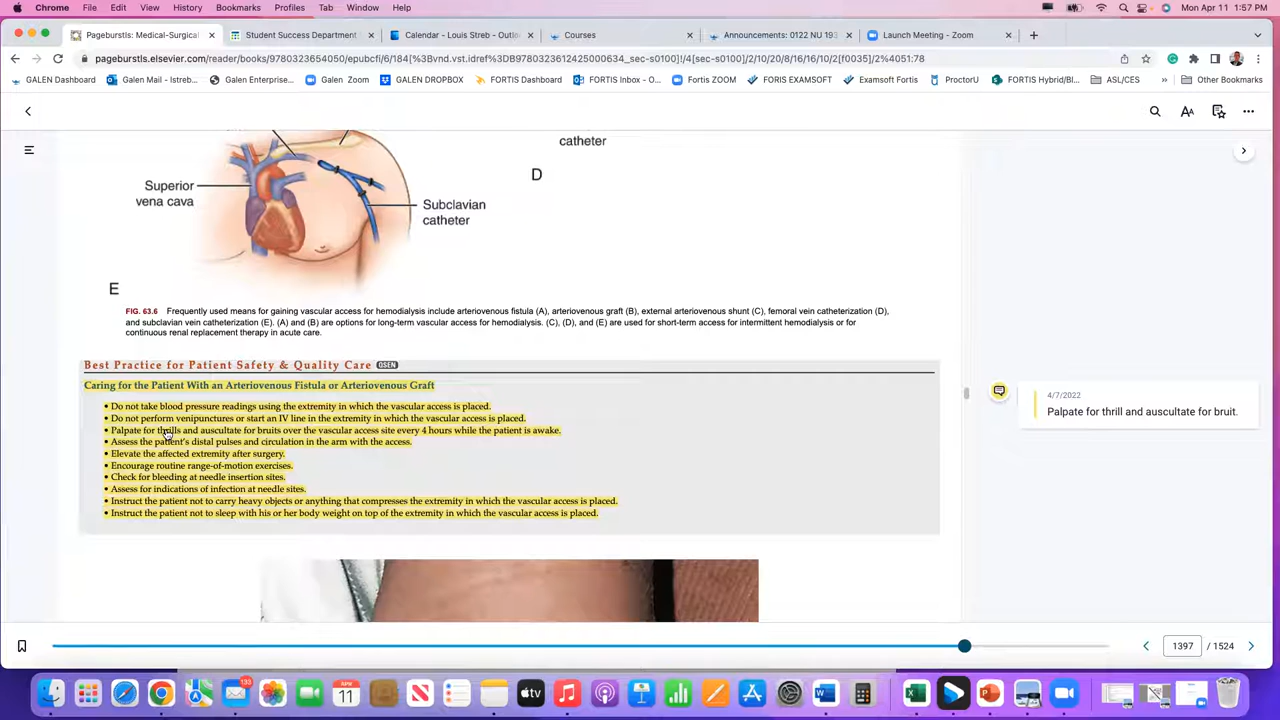 Chrome File Edit View History Bookmarks Profiles Tab Window Help Mon Apr 11 1:57 PM
Pageburstls: Medical-Surgical Student Success Department Calendar - Louis Streb - Outlo Courses Announcements: 0122 NU 193 Launch Meeting - Zoom
pageburstls.elsevier.com/reader/books/9780323654050/epubcfi/6/180[%3Bvnd.vst.idref%3DB9780323612425000634_sec-s0100]!/4[sec-s0100]/2/10/20/8/16/16/10/2[f0035]/2%4051:78
GALEN Dashboard Galen Mail - lstreb... Galen Enterprise... Galen Zoom GALEN DROPBOX FORTIS Dashboard FORTIS Inbox - O... Fortis ZOOM FORIS EXAMSOFT Examsoft Fortis ProctorU FORTIS Hybrid/Bl... ASL/CES » Other Bookmarks
catheter
D
Superior
vena cava
Subclavian
catheter
E
FIG. 63.6 Frequently used means for gaining vascular access for hemodialysis include arteriovenous fistula (A), arteriovenous graft (B), external arteriovenous shunt (C), femoral vein catheterization (D),
and subclavian vein catheterization (E). (A) and (B) are options for long-term vascular access for hemodialysis. (C), (D), and (E) are used for short-term access for intermittent hemodialysis or for
continuous renal replacement therapy in acute care.
Best Practice for Patient Safety & Quality Care QSEN
Caring for the Patient With an Arteriovenous Fistula or Arteriovenous Graft
• Do not take blood pressure readings using the extremity in which the vascular access is placed.
• Do not perform venipunctures or start an IV line in the extremity in which the vascular access is placed.
• Palpate for thrills and auscultate for bruits over the vascular access site every 4 hours while the patient is awake.
• Assess the patient's distal pulses and circulation in the arm with the access.
• Elevate the affected extremity after surgery.
• Encourage routine range-of-motion exercises.
• Check for bleeding at needle insertion sites.
• Assess for indications of infection at needle sites.
• Instruct the patient not to carry heavy objects or anything that compresses the extremity in which the vascular access is placed.
• Instruct the patient not to sleep with his or her body weight on top of the extremity in which the vascular access is placed.
4/7/2022
Palpate for thrill and auscultate for bruit.
1397 / 1524
133
APR
11
tv